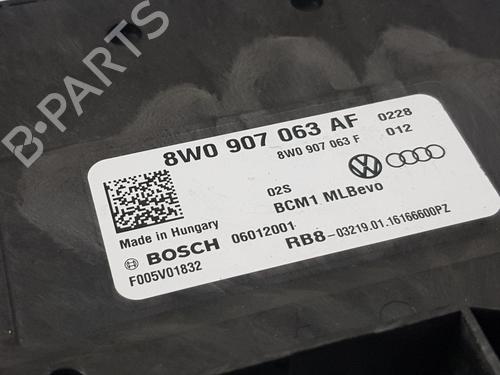 B-PARTS
8W0 907 063 AF 0228
8W0 907 063 F 012
02S
BCM1 MLBevo
Made in Hungary
BOSCH 06012001
RB8-03219.01.16166600PZ
F005V01832